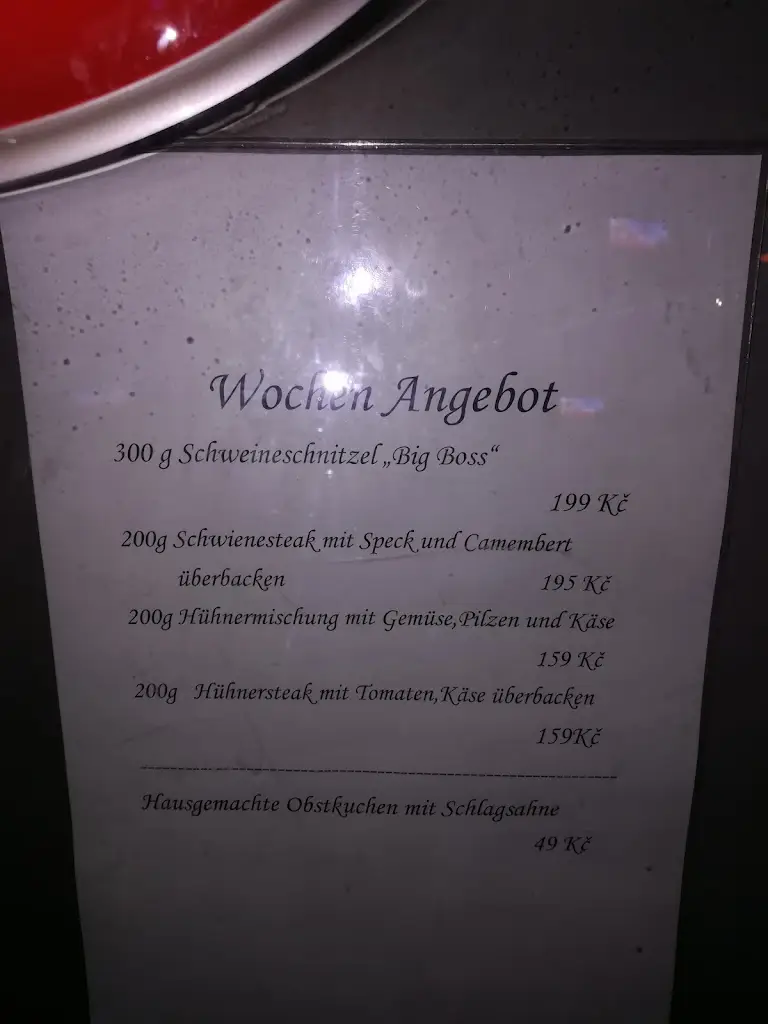 Wochen Angebot
300 g Schweineschnitzel „Big Boss“
199 Kč
200g Schwienesteak mit Speck und Camembert
überbacken 195 Kč
200g Hühnermischung mit Gemüse,Pilzen und Käse
159 Kč
200g Hühnersteak mit Tomaten,Käse überbacken
159Kč
Hausgemachte Obstkuchen mit Schlagsahne
49 Kč